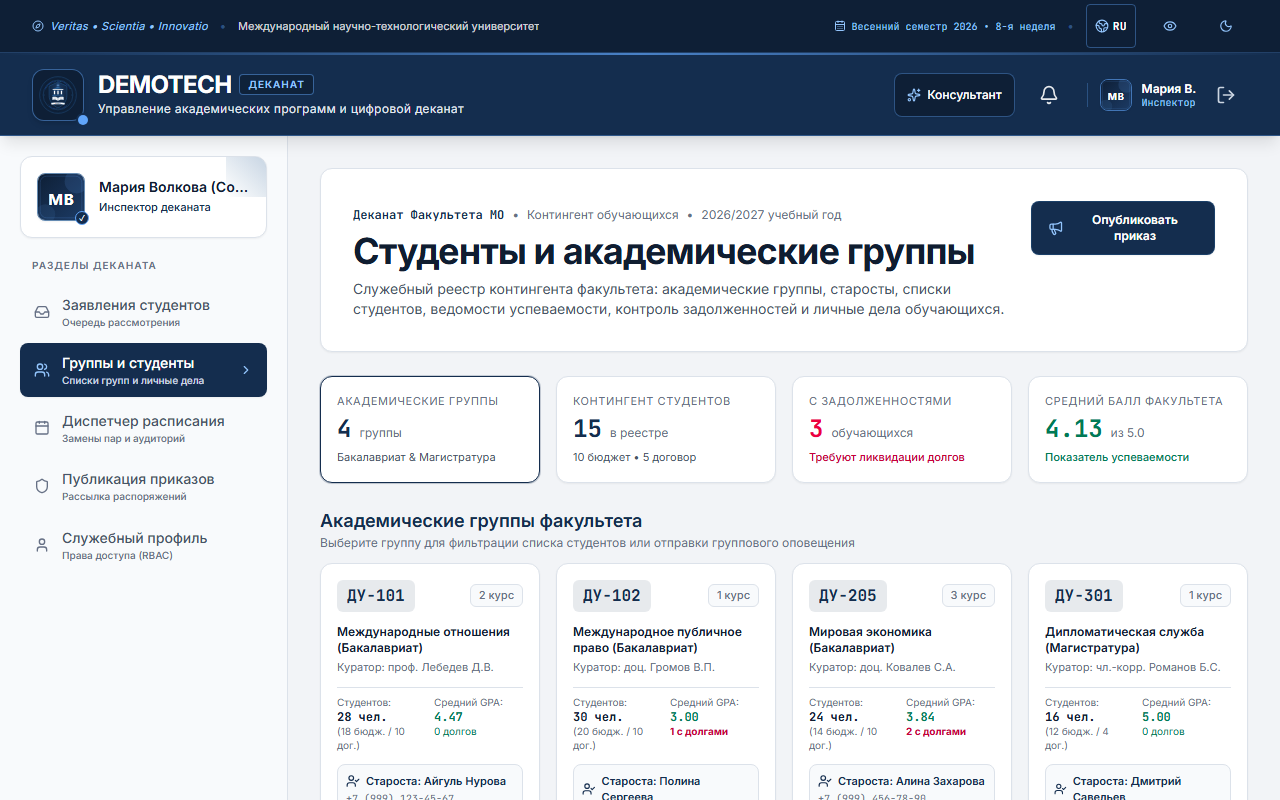 Veritas • Scientia • Innovatio • Международный научно-технологический университет
Весенний семестр 2026 • 8-я неделя • RU
DEMOTECH ДЕКАНАТ
Управление академических программ и цифровой деканат
Консультант
МВ
Мария В.
Инспектор
МВ
Мария Волкова (Со...
Инспектор деканата
РАЗДЕЛЫ ДЕКАНАТА
Заявления студентов
Очередь рассмотрения
Группы и студенты
Списки групп и личные дела
Диспетчер расписания
Замены пар и аудиторий
Публикация приказов
Рассылка распоряжений
Служебный профиль
Права доступа (RBAC)
Деканат Факультета МО • Контингент обучающихся • 2026/2027 учебный год
Студенты и академические группы
Служебный реестр контингента факультета: академические группы, старосты, списки
студентов, ведомости успеваемости, контроль задолженностей и личные дела обучающихся.
Опубликовать
приказ
АКАДЕМИЧЕСКИЕ ГРУППЫ
4 группы
Бакалавриат & Магистратура
КОНТИНГЕНТ СТУДЕНТОВ
15 в реестре
10 бюджет • 5 договор
С ЗАДОЛЖЕННОСТЯМИ
3 обучающихся
Требуют ликвидации долгов
СРЕДНИЙ БАЛЛ ФАКУЛЬТЕТА
4.13 из 5.0
Показатель успеваемости
Академические группы факультета
Выберите группу для фильтрации списка студентов или отправки группового оповещения
ДУ-101 2 курс
Международные отношения
(Бакалавриат)
Куратор: проф. Лебедев Д.В.
Студентов: Средний GPA:
28 чел. 4.47
(18 бюдж. / 10 0 долгов
дог.)
Староста: Айгуль Нурова
+7 (999) 123-45-67
ДУ-102 1 курс
Международное публичное
право (Бакалавриат)
Куратор: доц. Громов В.П.
Студентов: Средний GPA:
30 чел. 3.00
(20 бюдж. / 10 1 с долгами
дог.)
Староста: Полина
Сергеева
ДУ-205 3 курс
Мировая экономика
(Бакалавриат)
Куратор: доц. Ковалев С.А.
Студентов: Средний GPA:
24 чел. 3.84
(14 бюдж. / 10 2 с долгами
дог.)
Староста: Алина Захарова
+7 (999) 456-78-90
ДУ-301 1 курс
Дипломатическая служба
(Магистратура)
Куратор: чл.-корр. Романов Б.С.
Студентов: Средний GPA:
16 чел. 5.00
(12 бюдж. / 4 0 долгов
дог.)
Староста: Дмитрий
Савельев